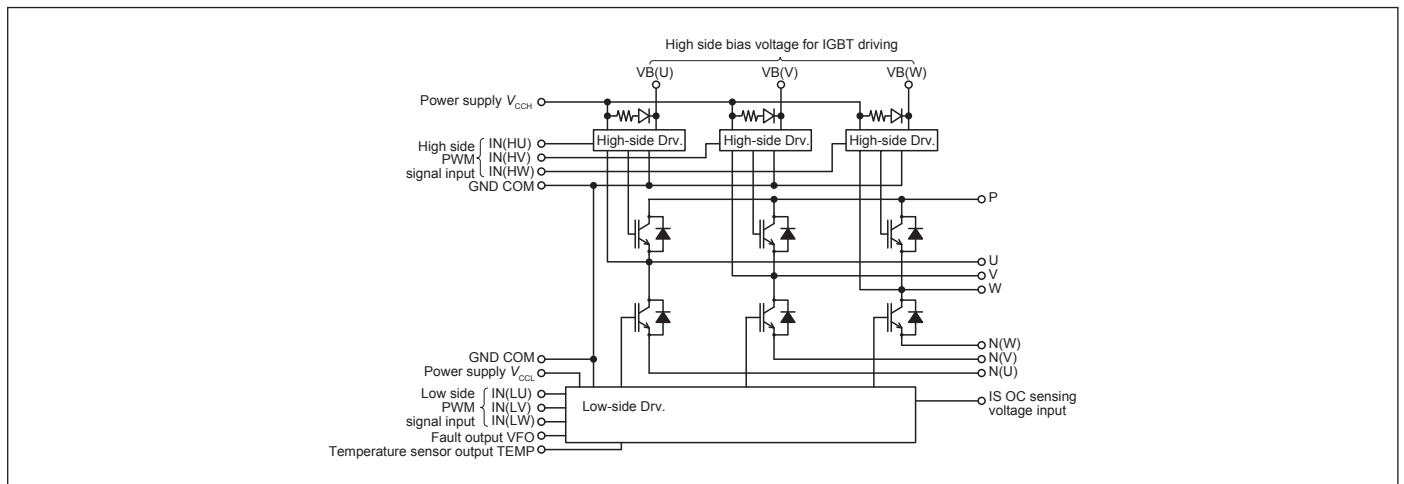 High side bias voltage for IGBT driving
VB(U)
VB(V)
VB(W)
Power supply VCCH
High-side Drv.
High-side Drv.
High-side Drv.
High side
PWM
signal input
IN(HU)
IN(HV)
IN(HW)
GND COM
P
U
V
W
N(W)
N(V)
N(U)
GND COM
Power supply VCCL
Low side
PWM
signal input
IN(LU)
IN(LV)
IN(LW)
Low-side Drv.
IS OC sensing
voltage input
Fault output VFO
Temperature sensor output TEMP